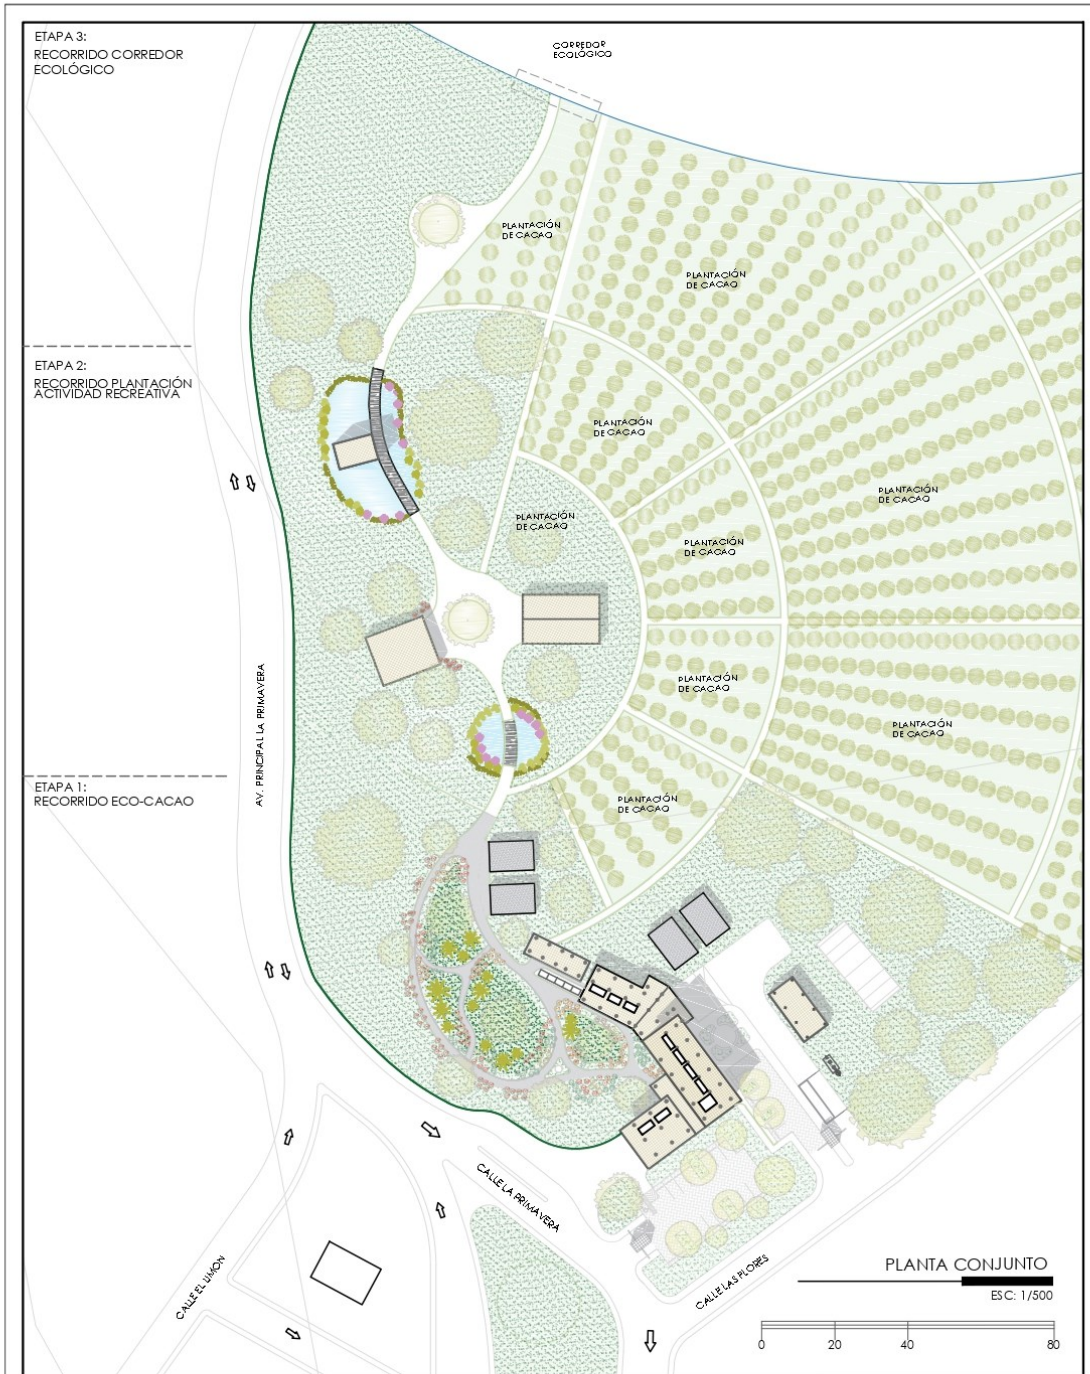 ETAPA 3:
RECORRIDO CORREDOR
ECOLÓGICO
CORREDOR
ECOLÓGICO
PLANTACIÓN
DE CACAO
PLANTACIÓN
DE CACAO
ETAPA 2:
RECORRIDO PLANTACIÓN
ACTIVIDAD RECREATIVA
PLANTACIÓN
DE CACAO
PLANTACIÓN
DE CACAO
PLANTACIÓN
DE CACAO
PLANTACIÓN
DE CACAO
PLANTACIÓN
DE CACAO
PLANTACIÓN
DE CACAO
AV. PRINCIPAL LA PRIMAVERA
ETAPA 1:
RECORRIDO ECO-CACAO
PLANTACIÓN
DE CACAO
CALLE LA PRIMAVERA
CALLE EL LIMON
CALLE LAS FLORES
PLANTA CONJUNTO
ESC: 1/500
0 20 40 80